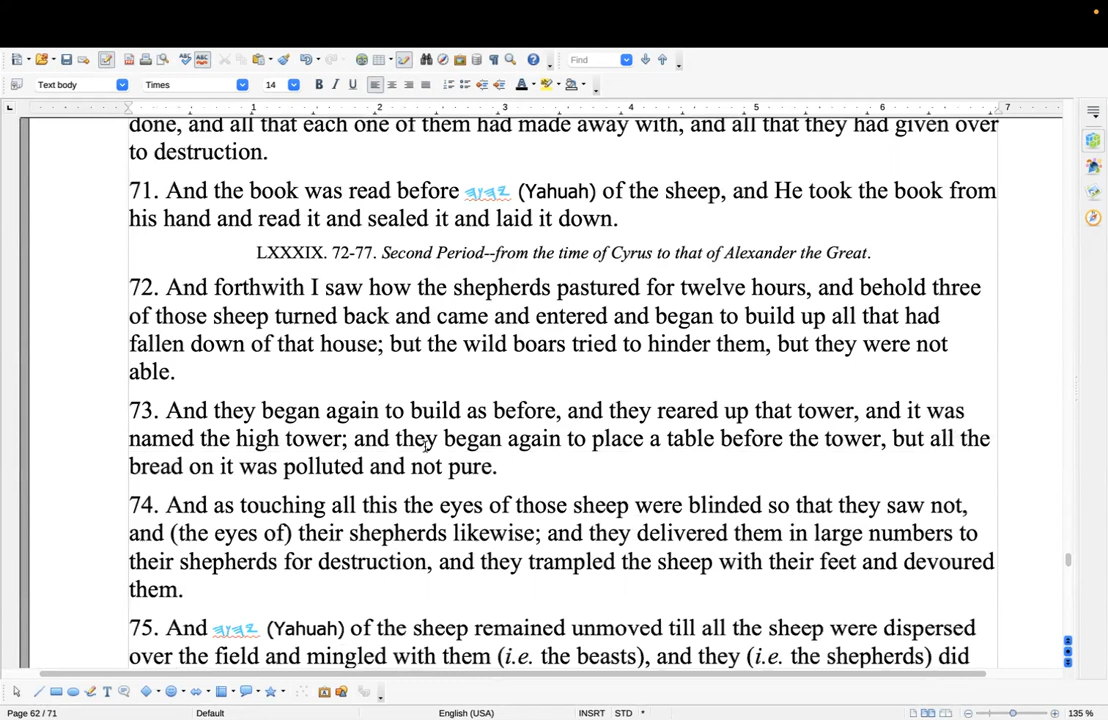 Find
Text body Times 14
1 2 3 4 5 6 7
done, and all that each one of them had made away with, and all that they had given over
to destruction.
71. And the book was read before 𐤉𐤄𐤅𐤄 (Yahuah) of the sheep, and He took the book from
his hand and read it and sealed it and laid it down.
LXXXIX. 72-77. Second Period--from the time of Cyrus to that of Alexander the Great.
72. And forthwith I saw how the shepherds pastured for twelve hours, and behold three
of those sheep turned back and came and entered and began to build up all that had
fallen down of that house; but the wild boars tried to hinder them, but they were not
able.
73. And they began again to build as before, and they reared up that tower, and it was
named the high tower; and they began again to place a table before the tower, but all the
bread on it was polluted and not pure.
74. And as touching all this the eyes of those sheep were blinded so that they saw not,
and (the eyes of) their shepherds likewise; and they delivered them in large numbers to
their shepherds for destruction, and they trampled the sheep with their feet and devoured
them.
75. And 𐤉𐤄𐤅𐤄 (Yahuah) of the sheep remained unmoved till all the sheep were dispersed
over the field and mingled with them (i.e. the beasts), and they (i.e. the shepherds) did
Page 62 / 71 Default English (USA) INSRT STD * 135 %